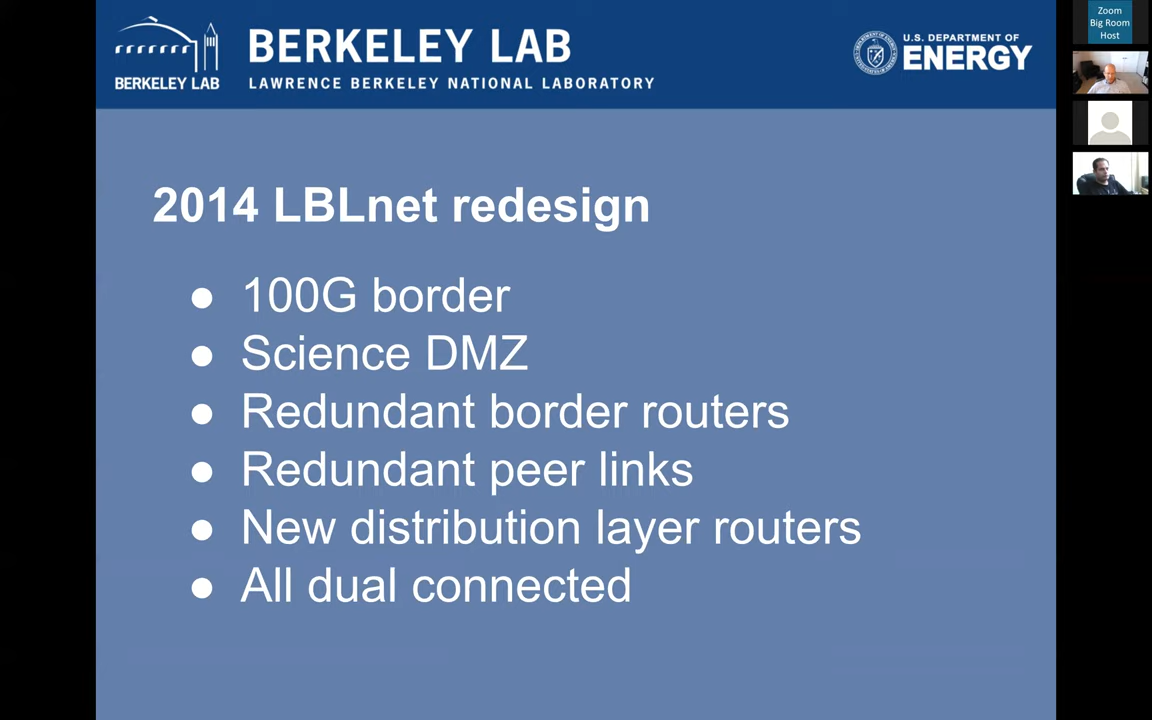 BERKELEY LAB
BERKELEY LAB
LAWRENCE BERKELEY NATIONAL LABORATORY
U.S. DEPARTMENT OF
ENERGY
Zoom
Big Room
Host
2014 LBLnet redesign
● 100G border
● Science DMZ
● Redundant border routers
● Redundant peer links
● New distribution layer routers
● All dual connected